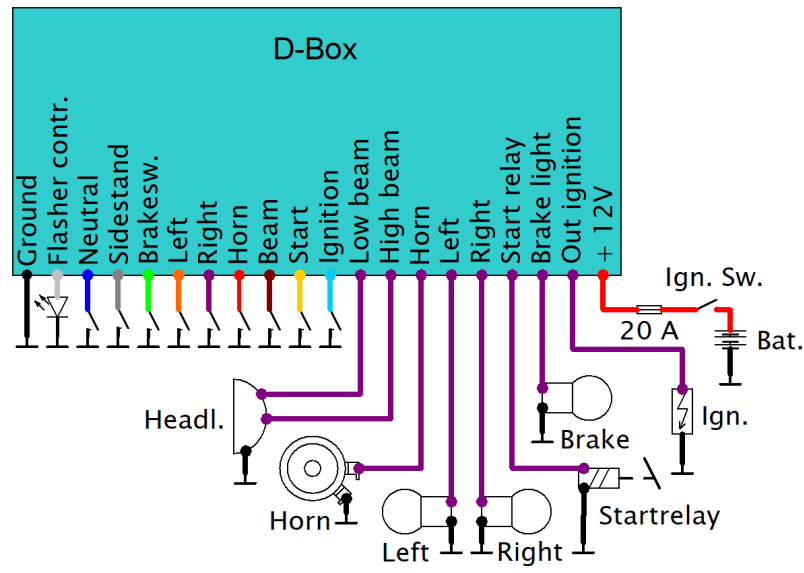 D-Box
Ground
Flasher contr.
Neutral
Sidestand
Brakesw.
Left
Right
Horn
Beam
Start
Ignition
Low beam
High beam
Horn
Left
Right
Start relay
Brake light
Out ignition
+ 12V
Ign. Sw.
20 A
Bat.
Headl.
Ign.
Brake
Horn
Startrelay
Left
Right